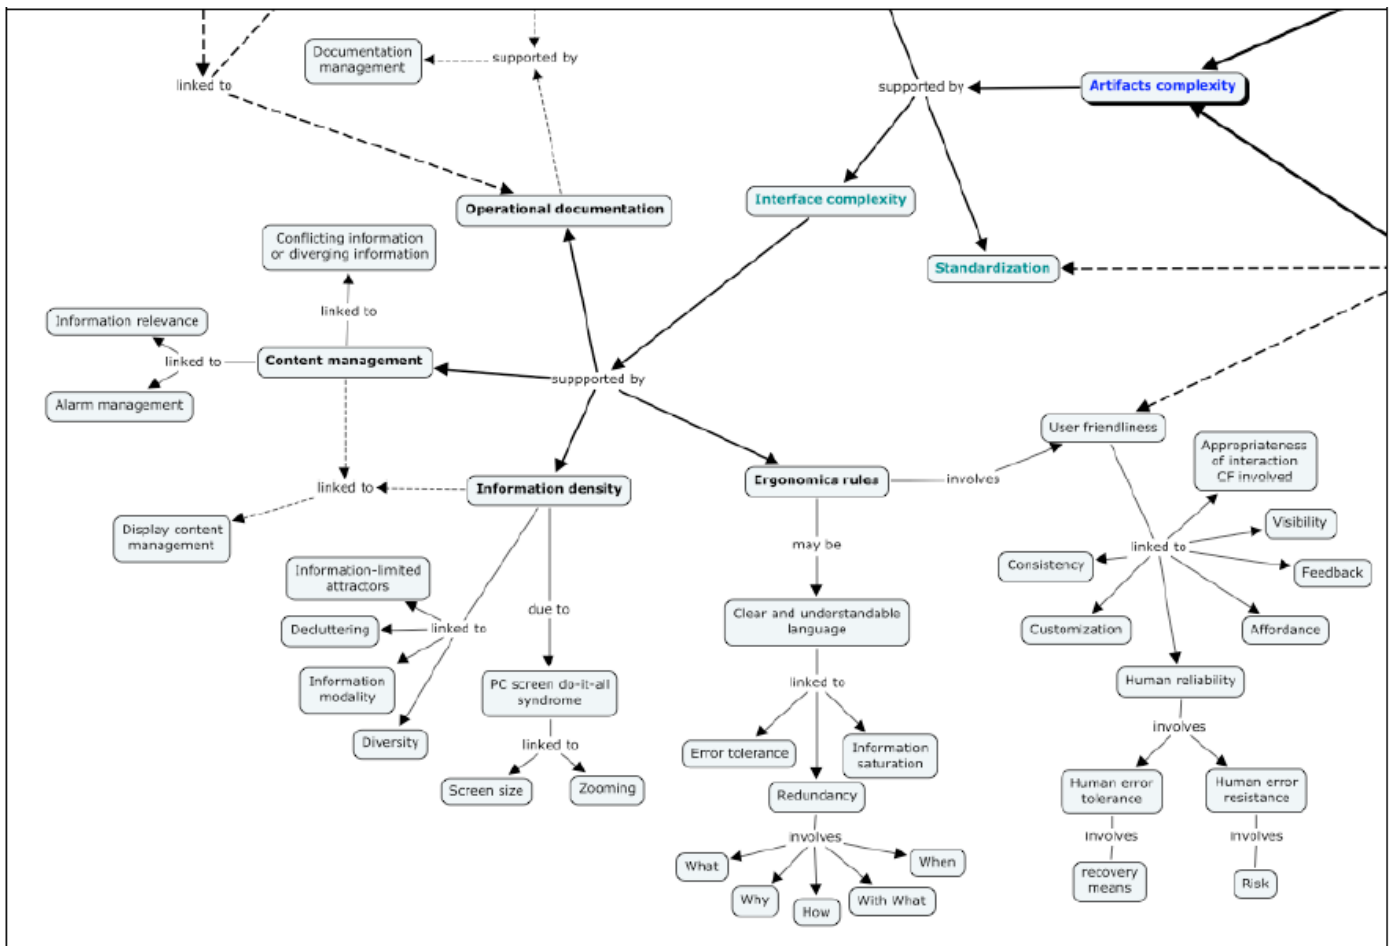 Documentation
management
supported by
linked to
supported by
Artifacts complexity
Operational documentation
Interface complexity
Conflicting information
or diverging information
Standardization
linked to
Information relevance
linked to
Content management
Alarm management
suppported by
User friendliness
Appropriateness
of interaction
CF involved
linked to
Information density
Ergonomica rules
involves
Display content
management
Visibility
may be
linked to
Consistency
Feedback
Information-limited
attractors
due to
Clear and understandable
language
Decluttering
linked to
Customization
Affordance
Information
modality
PC screen do-it-all
syndrome
linked to
Human reliability
Diversity
linked to
Error tolerance
Information
saturation
involves
Screen size
Zooming
Redundancy
Human error
tolerance
Human error
resistance
involves
involves
involves
What
When
Why
How
With What
recovery
means
Risk